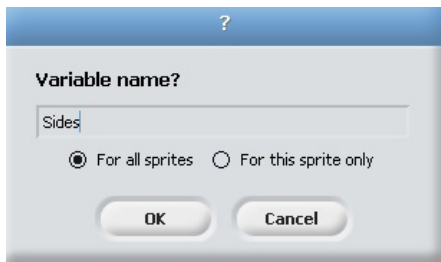 ?
Variable name?
Sides
For all sprites For this sprite only
OK Cancel